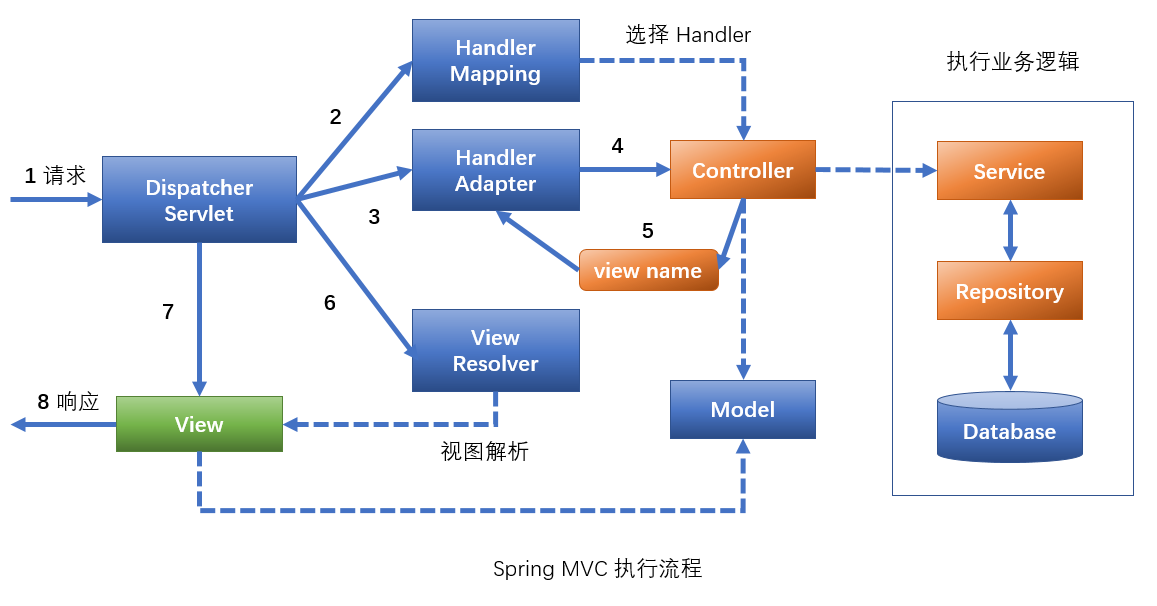 选择 Handler
Handler
Mapping
执行业务逻辑
2
1 请求
Dispatcher
Servlet
Handler
Adapter
4
Controller
Service
3
5
view name
6
7
Repository
View
Resolver
8 响应
View
视图解析
Model
Database
Spring MVC 执行流程